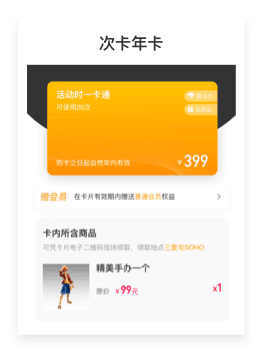 次卡年卡
活动时一卡通
可使用20次
赠会员
购卡之日起自然年内有效
¥399
赠会员 在卡片有效期内赠送普通会员权益
卡内所含商品
可凭卡片电子二维码现场领取，领取地点三里屯SOHO
精美手办一个
原价 ¥99元
x1